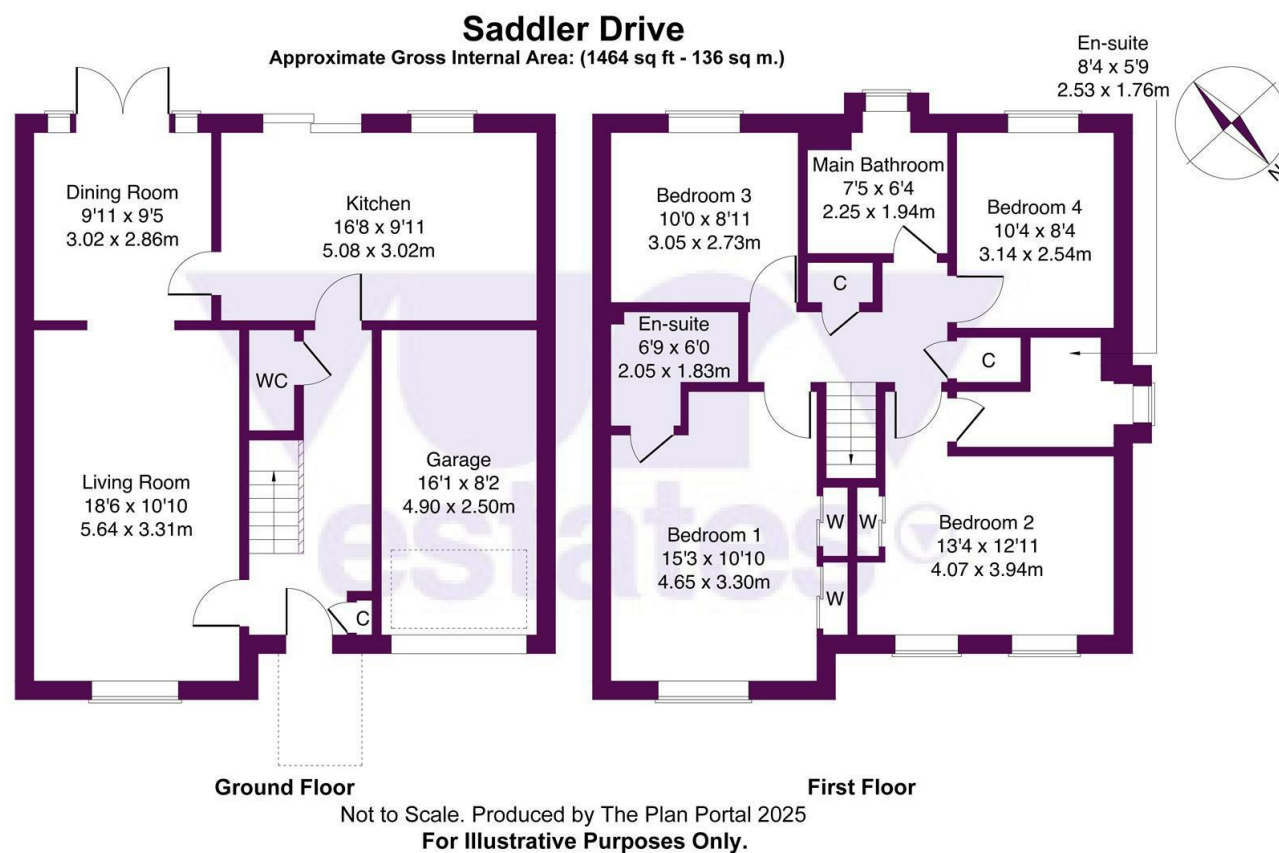 Saddler Drive
Approximate Gross Internal Area: (1464 sq ft - 136 sq m.)
En-suite
8'4 x 5'9
2.53 x 1.76m
N
Dining Room
9'11 x 9'5
3.02 x 2.86m
Kitchen
16'8 x 9'11
5.08 x 3.02m
WC
Living Room
18'6 x 10'10
5.64 x 3.31m
Garage
16'1 x 8'2
4.90 x 2.50m
C
Bedroom 3
10'0 x 8'11
3.05 x 2.73m
Main Bathroom
7'5 x 6'4
2.25 x 1.94m
Bedroom 4
10'4 x 8'4
3.14 x 2.54m
C
En-suite
6'9 x 6'0
2.05 x 1.83m
C
W
W
W
Bedroom 1
15'3 x 10'10
4.65 x 3.30m
Bedroom 2
13'4 x 12'11
4.07 x 3.94m
estates
Ground Floor
First Floor
Not to Scale. Produced by The Plan Portal 2025
For Illustrative Purposes Only.